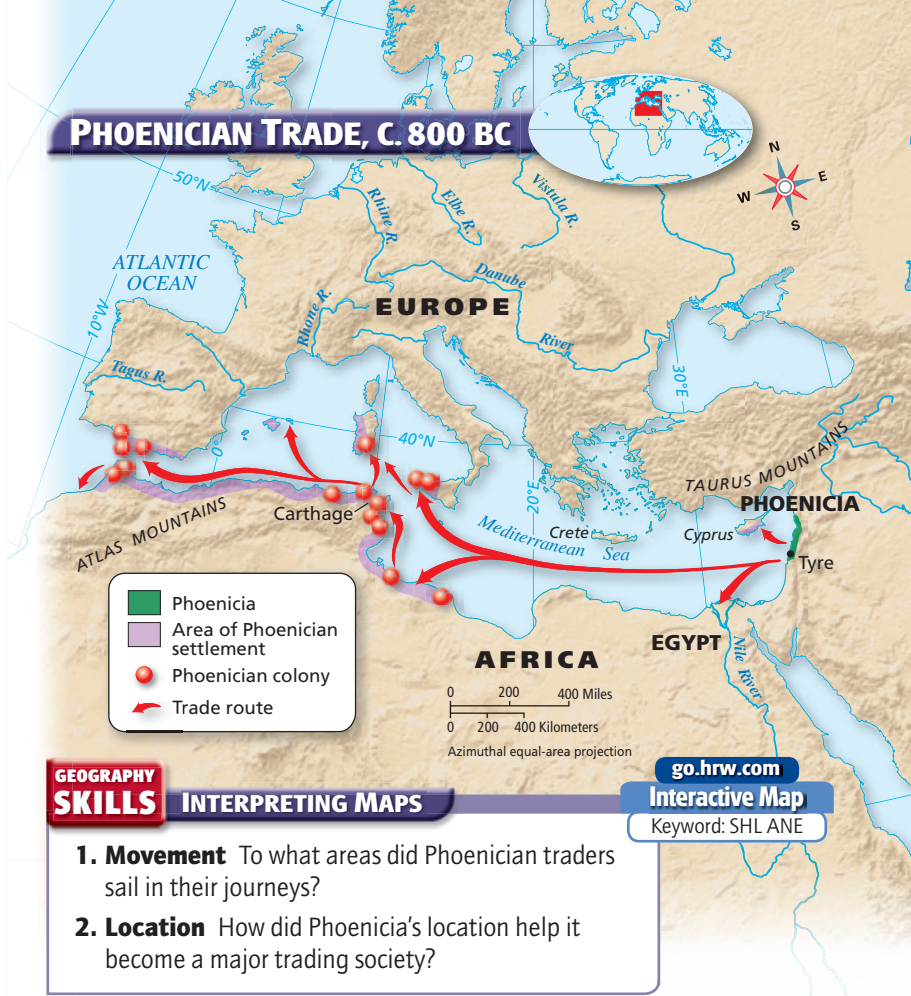 PHOENICIAN TRADE, C. 800 BC
N
W
E
S
50°N
Rhine R.
Elbe R.
Vistula R.
ATLANTIC
OCEAN
10°W
Danube
EUROPE
Rhone R.
River
30°E
Tagus R.
0°
40°N
20°E
TAURUS MOUNTAINS
PHOENICIA
Carthage
ATLAS MOUNTAINS
Mediterranean Sea
Crete
Cyprus
Tyre
Phoenicia
Area of Phoenician
settlement
Phoenician colony
Trade route
EGYPT
Nile River
AFRICA
0 200 400 Miles
0 200 400 Kilometers
Azimuthal equal-area projection
GEOGRAPHY
SKILLS
INTERPRETING MAPS
go.hrw.com
Interactive Map
Keyword: SHL ANE
1. Movement To what areas did Phoenician traders
sail in their journeys?
2. Location How did Phoenicia's location help it
become a major trading society?